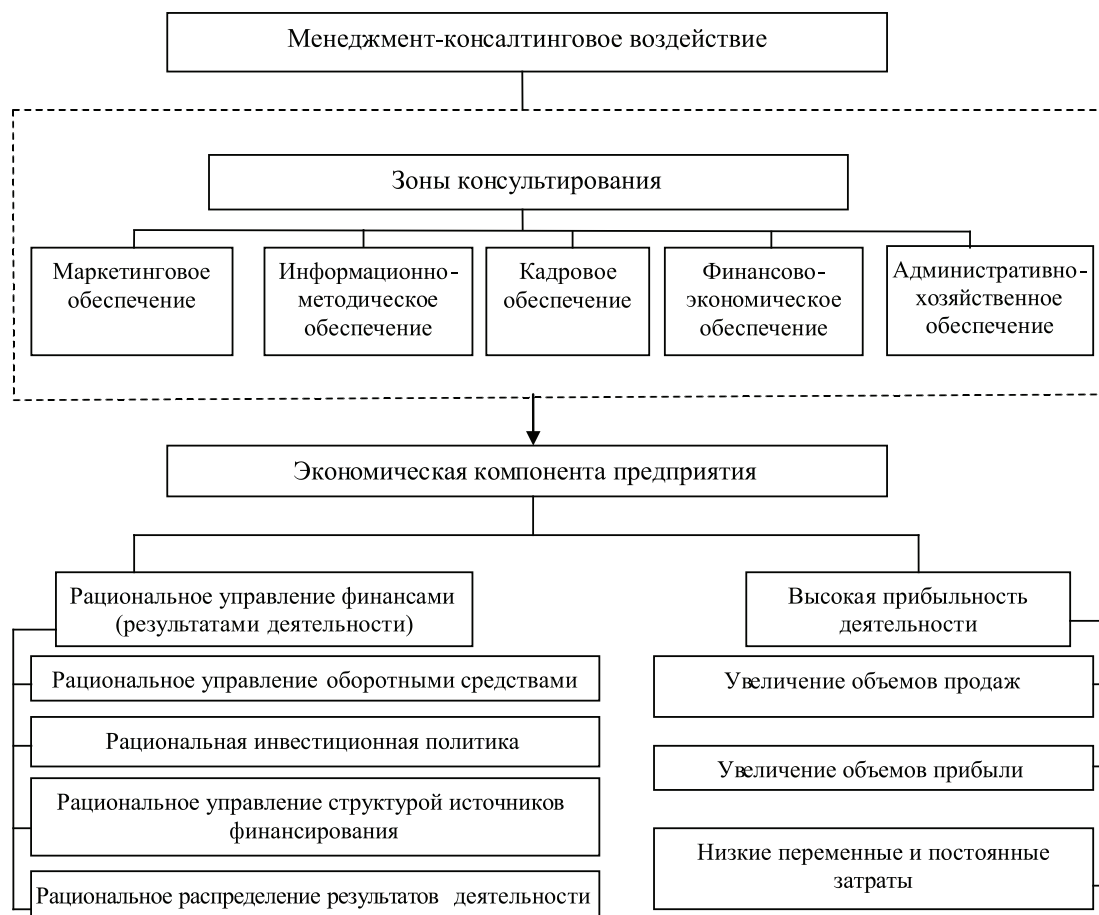 Менеджмент-консалтинговое воздействие
Зоны консультирования
Маркетинговое
обеспечение
Информационно-
методическое
обеспечение
Кадровое
обеспечение
Финансово-
экономическое
обеспечение
Административно-
хозяйственное
обеспечение
Экономическая компонента предприятия
Рациональное управление финансами
(результатами деятельности)
Рациональное управление оборотными средствами
Рациональная инвестиционная политика
Рациональное управление структурой источников
финансирования
Рациональное распределение результатов деятельности
Высокая прибыльность
деятельности
Увеличение объемов продаж
Увеличение объемов прибыли
Низкие переменные и постоянные
затраты